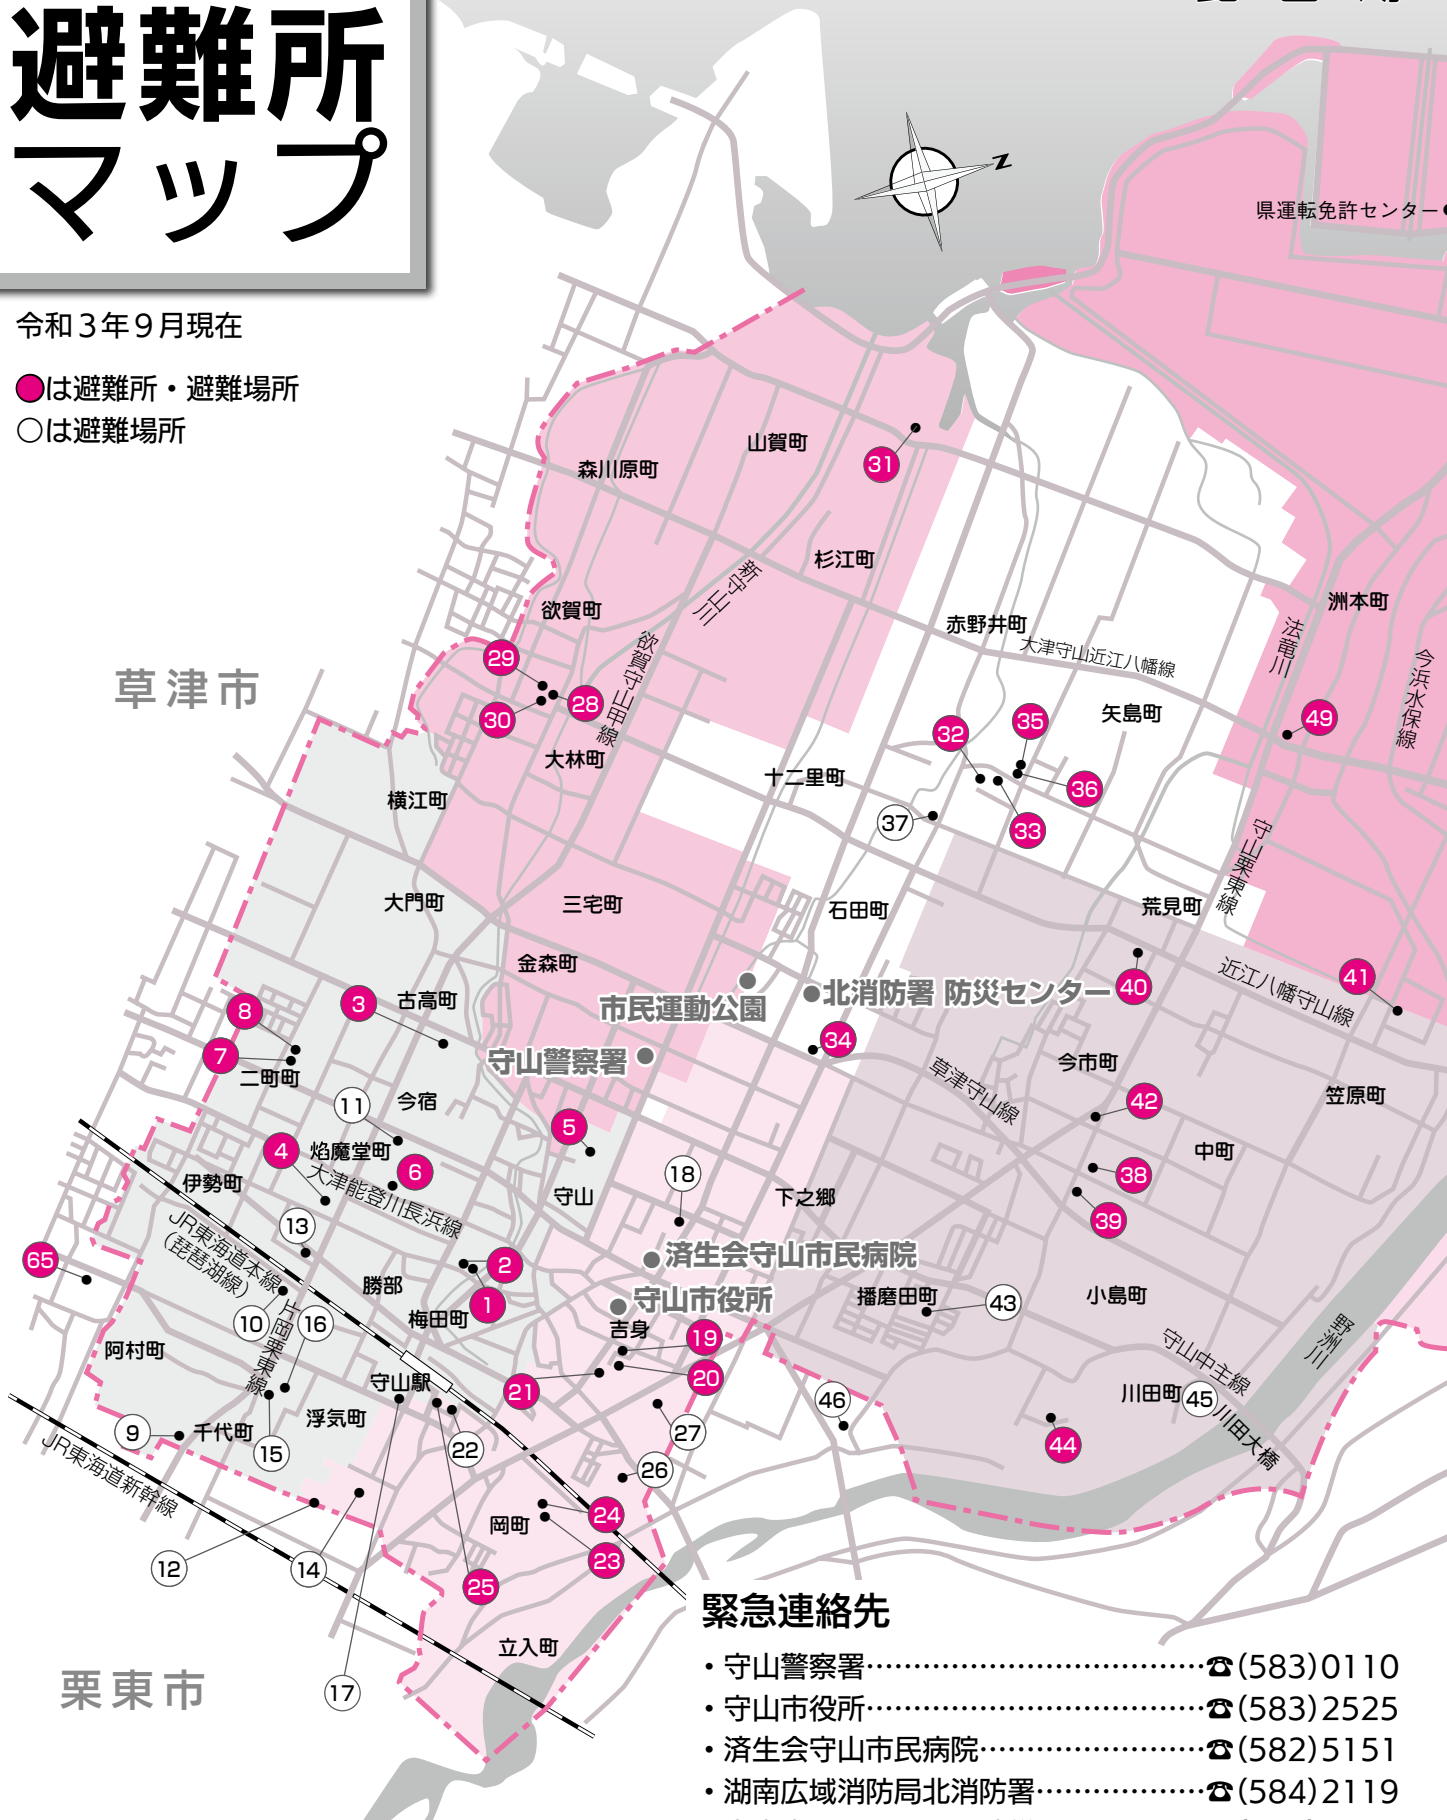 避難所
マップ
令和３年９月現在
●は避難所・避難場所
○は避難場所
N
県運転免許センター
山賀町
森川原町
31
杉江町
新守山川
欲賀町
赤野井町
洲本町
法竜川
大津守山近江八幡線
今浜水保線
欲賀守山甲線
草津市
29
28
30
大林町
32
35
矢島町
49
十二里町
36
横江町
37
33
守山栗東線
大門町
三宅町
石田町
荒見町
金森町
市民運動公園
北消防署 防災センター
40
近江八幡守山線
41
8
3
古高町
7
二町町
守山警察署
34
草津守山線
今市町
笠原町
11
今宿
5
42
4
焔魔堂町
6
中町
大津能登川長浜線
伊勢町
18
38
守山
下之郷
39
13
JR東海道本線
（琵琶湖線）
65
2
済生会守山市民病院
勝部
1
守山市役所
播磨田町
43
小島町
10
16
梅田町
吉身
19
片岡栗東線
阿村町
野洲川
守山中主線
守山駅
21
20
川田町
45
46
川田大橋
9
千代町
浮気町
15
22
27
44
26
JR東海道新幹線
岡町
24
12
14
25
23
立入町
栗東市
17
緊急連絡先
・守山警察署……………………………☎(583)0110
・守山市役所……………………………☎(583)2525
・済生会守山市民病院…………………☎(582)5151
・湖南広域消防局北消防署……………☎(584)2119